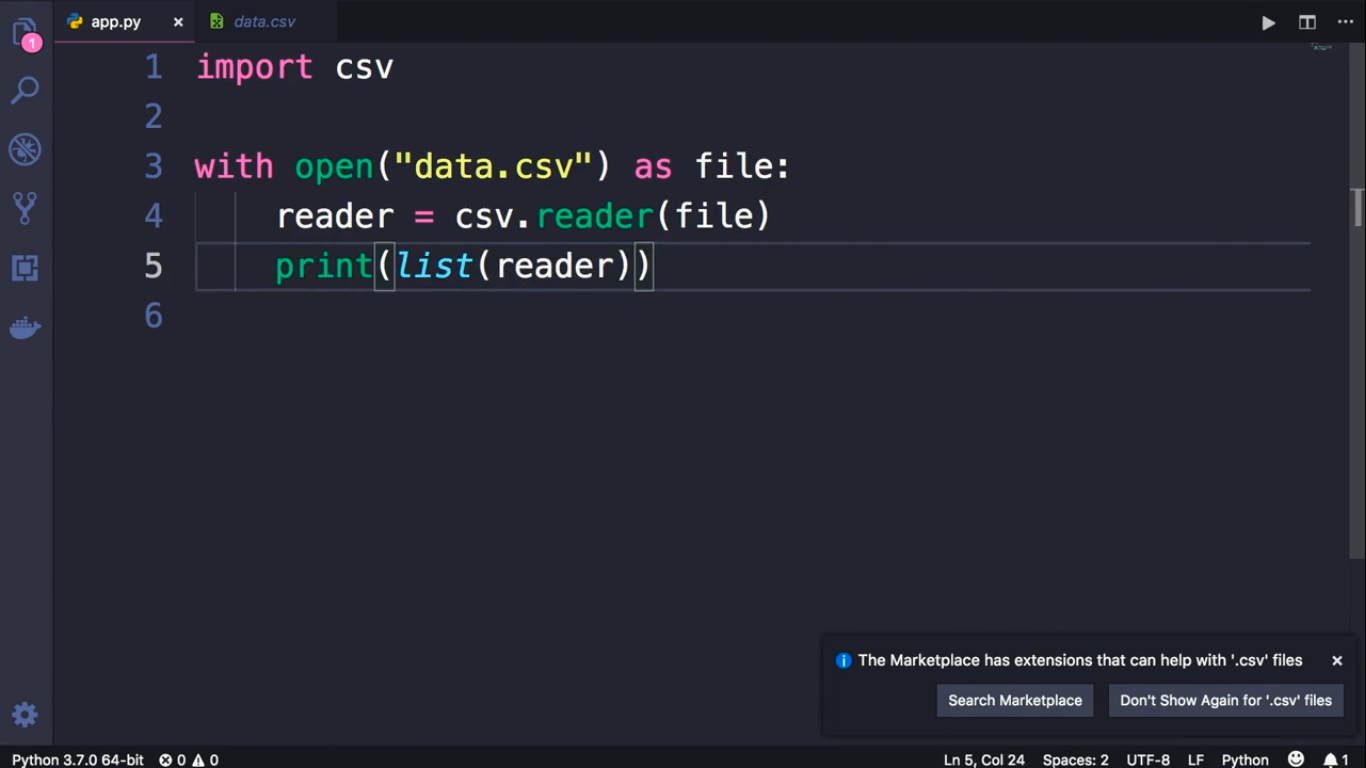 app.py
data.csv
1
1 import csv
2
3 with open("data.csv") as file:
4 reader = csv.reader(file)
5 print(list(reader))
6
The Marketplace has extensions that can help with '.csv' files
Search Marketplace Don't Show Again for '.csv' files
Python 3.7.0 64-bit 0 0 Ln 5, Col 24 Spaces: 2 UTF-8 LF Python 1